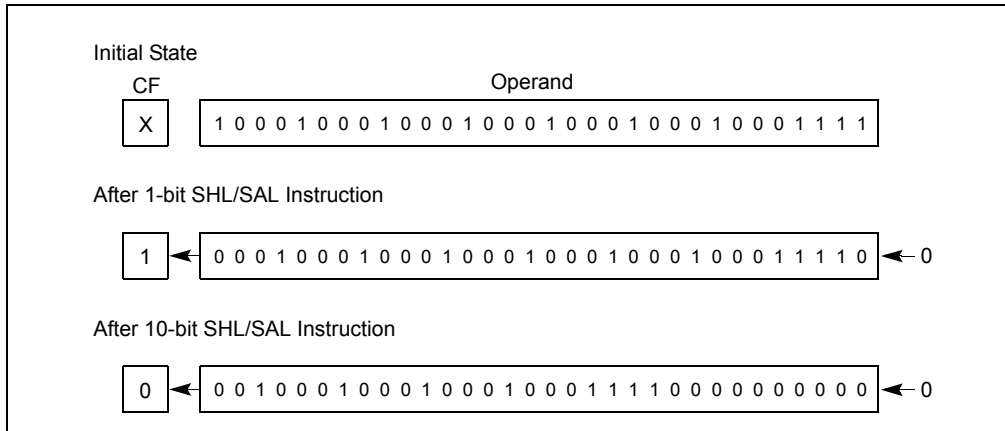 Initial State
CF Operand
X 1 0 0 0 1 0 0 0 1 0 0 0 1 0 0 0 1 0 0 0 1 0 0 0 1 0 0 0 1 1 1 1
After 1-bit SHL/SAL Instruction
1 0 0 0 1 0 0 0 1 0 0 0 1 0 0 0 1 0 0 0 1 0 0 0 1 0 0 0 1 1 1 1 0 0
After 10-bit SHL/SAL Instruction
0 0 0 1 0 0 0 1 0 0 0 1 0 0 0 1 0 0 0 1 1 1 1 0 0 0 0 0 0 0 0 0 0 0